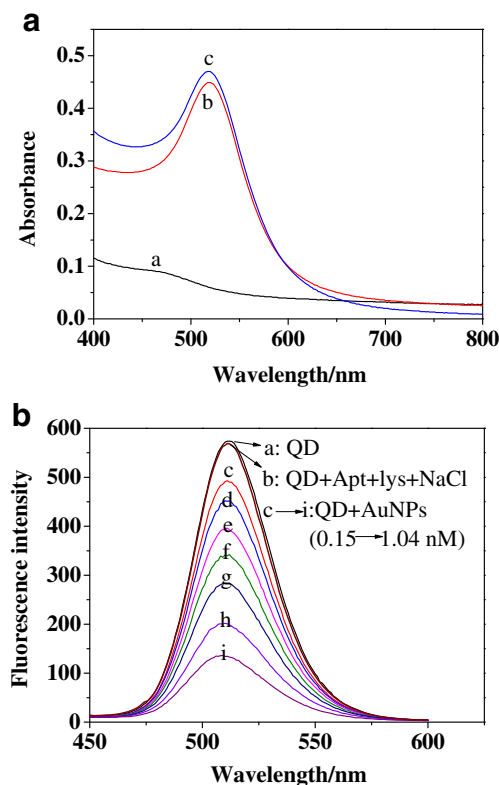 a
0.5
0.4
0.3
0.2
0.1
0.0
Absorbance
c
b
a
400 500 600 700 800
Wavelength/nm
b
600
500
400
300
200
100
0
Fluorescence intensity
a: QD
b: QD+Apt+lys+NaCl
c→i:QD+AuNPs
(0.15→1.04 nM)
c
d
e
f
g
h
i
450 500 550 600
Wavelength/nm